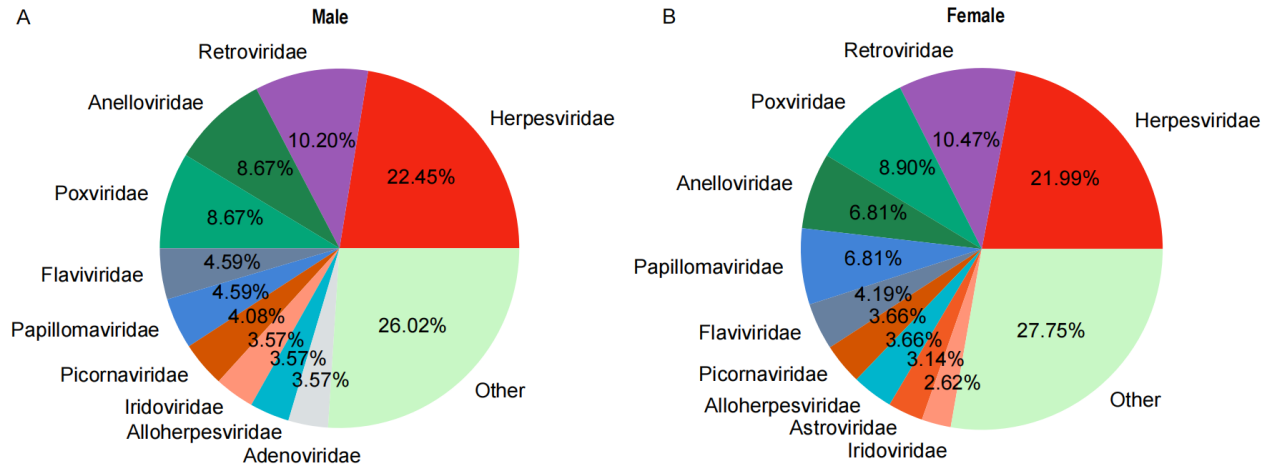 A
Male
Retroviridae
Anelloviridae
Herpesviridae
10.20%
8.67%
22.45%
Poxviridae
8.67%
Flaviviridae
4.59%
Papillomaviridae
4.59%
4.08%
26.02%
3.57%
3.57%
3.57%
Picornaviridae
Other
Iridoviridae
Alloherpesviridae
Adenoviridae
B
Female
Retroviridae
Poxviridae
Herpesviridae
10.47%
8.90%
21.99%
Anelloviridae
6.81%
Papillomaviridae
6.81%
4.19%
3.66%
Flaviviridae
27.75%
3.66%
3.14%
2.62%
Picornaviridae
Other
Alloherpesviridae
Astroviridae
Iridoviridae